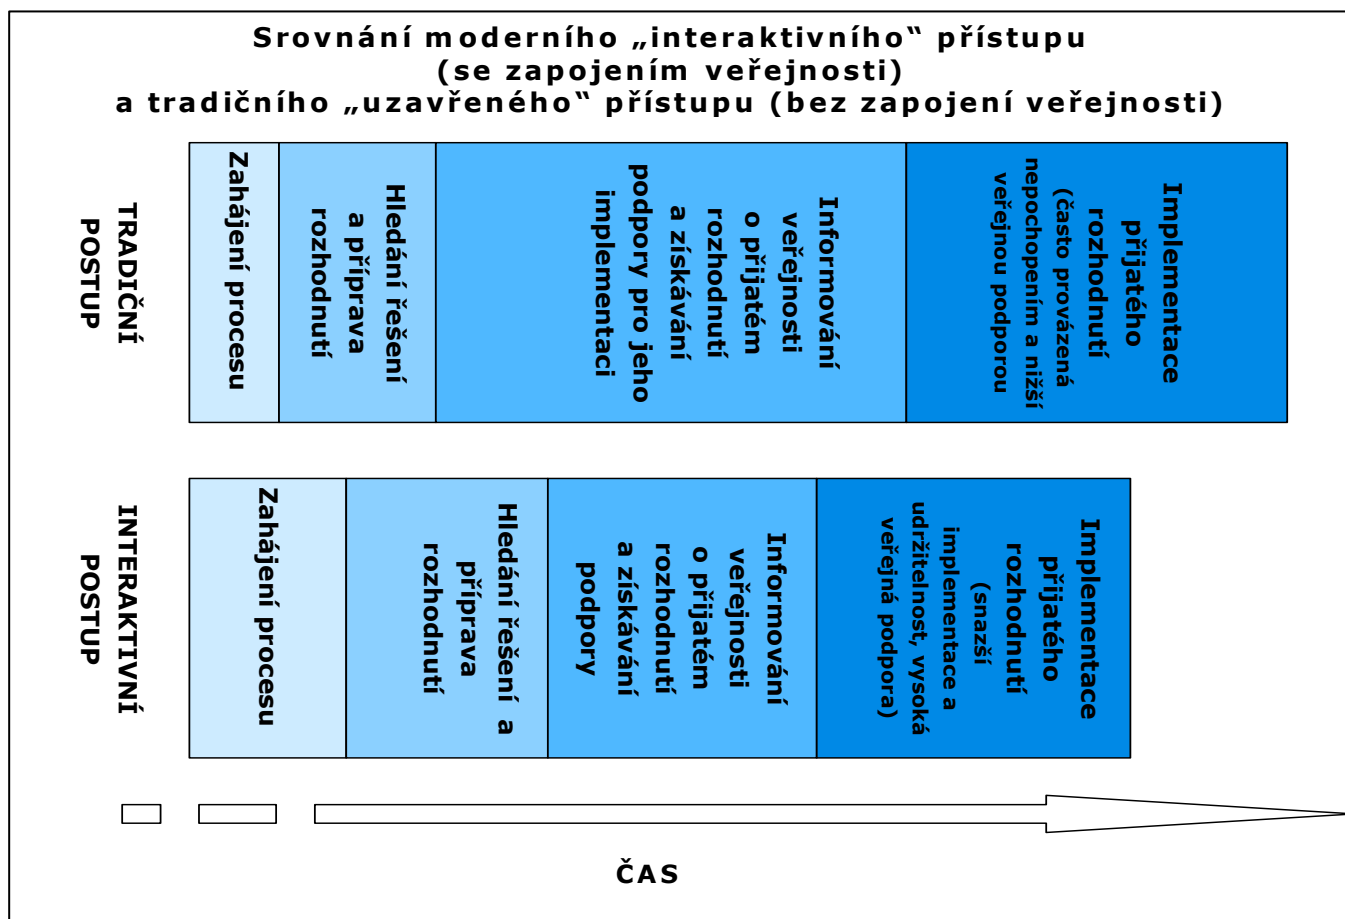 Srovnání moderního „interaktivního“ přístupu
(se zapojením veřejnosti)
a tradičního „uzavřeného“ přístupu (bez zapojení veřejnosti)
TRADIČNÍ
POSTUP
Zahájení procesu
Hledání řešení
a příprava
rozhodnutí
Informování
veřejnosti
o přijatém
rozhodnutí
a získávání
podpory pro jeho
implementaci
Implementace
přijatého
rozhodnutí
(často provázená
nepochopením a nižší
veřejnou podporou
INTERAKTIVNÍ
POSTUP
Zahájení procesu
Hledání řešení a
příprava
rozhodnutí
Informování
veřejnosti
o přijatém
rozhodnutí
a získávání
podpory
Implementace
přijatého
rozhodnutí
(snazší
implementace a
udržitelnost, vysoká
veřejná podpora)
ČAS